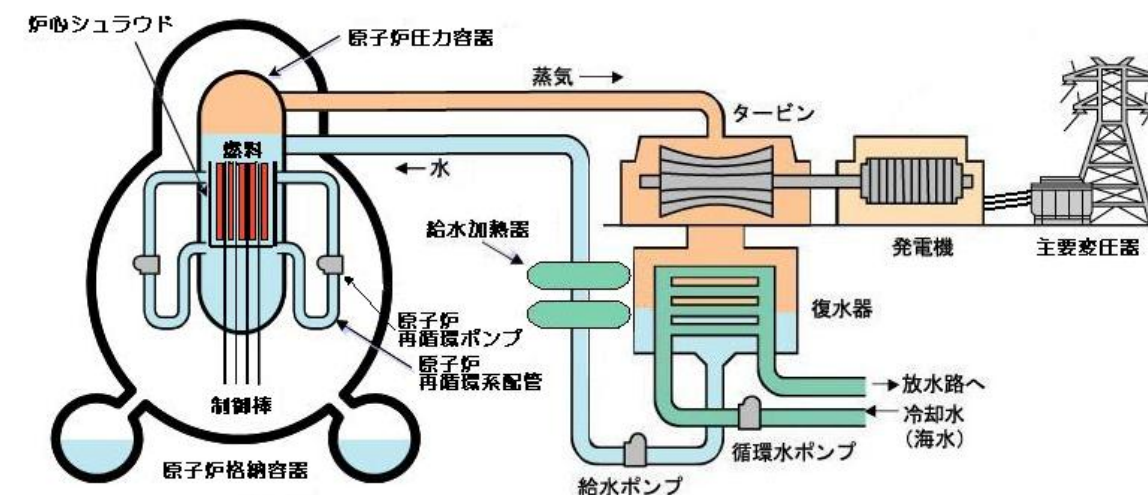 炉心シュラウド
原子炉圧力容器
蒸気
タービン
燃料
水
給水加熱器
発電機
主要変圧器
復水器
原子炉
再循環ポンプ
原子炉
再循環系配管
制御棒
放水路へ
冷却水
(海水)
循環水ポンプ
原子炉格納容器
給水ポンプ